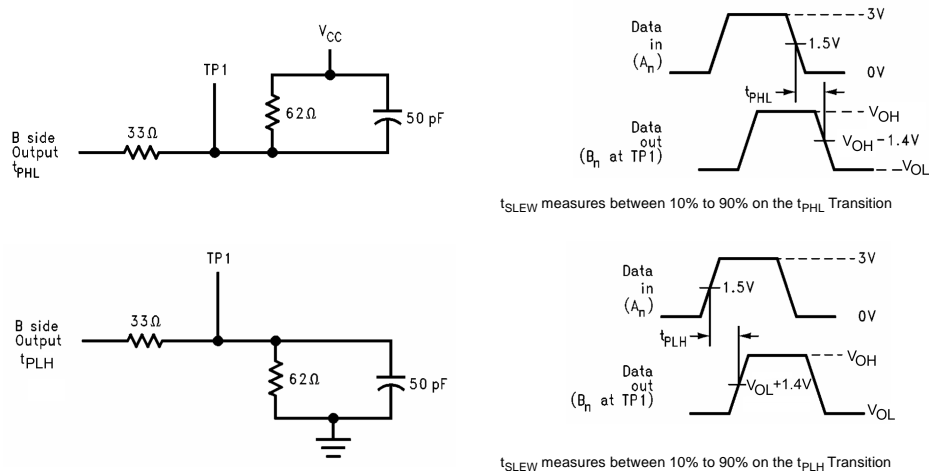 V_CC
TP1
62Ω
50 pF
33Ω
B side
Output
t_PHL
Data
in
(A_n)
3V
1.5V
0V
t_PHL
Data
out
(B_n at TP1)
V_OH
V_OH -1.4V
V_OL
t_SLEW measures between 10% to 90% on the t_PHL Transition
TP1
33Ω
B side
Output
t_PLH
62Ω
50 pF
Data
in
(A_n)
3V
1.5V
0V
t_PLH
Data
out
(B_n at TP1)
V_OH
V_OL+1.4V
V_OL
t_SLEW measures between 10% to 90% on the t_PLH Transition